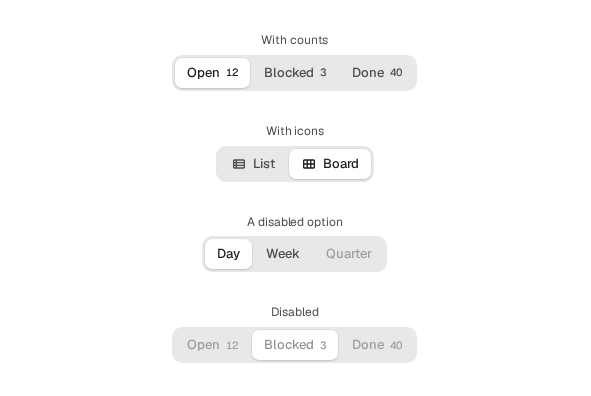 With counts
Open 12 Blocked 3 Done 40
With icons
List Board
A disabled option
Day Week Quarter
Disabled
Open 12 Blocked 3 Done 40